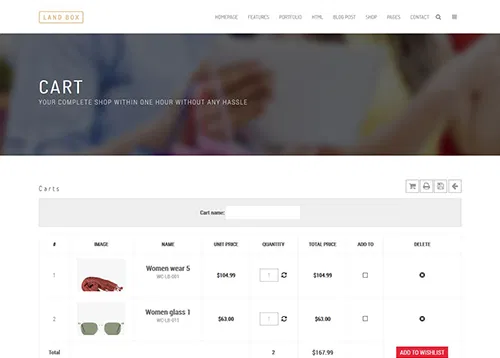 LAND BOX
HOMEPAGE FEATURES PORTFOLIO HTML BLOG POST SHOP PAGES CONTACT
CART
YOUR COMPLETE SHOP WITHIN ONE HOUR WITHOUT ANY HASSLE
Carts
Cart name:
# IMAGE NAME UNIT PRICE QUANTITY TOTAL PRICE ADD TO DELETE
1 Women wear 5 $104.99 1 $104.99
WC-LB-001
2 Women glass 1 $63.00 1 $63.00
WC-LB-015
Total 2 $167.99 ADD TO WISHLIST